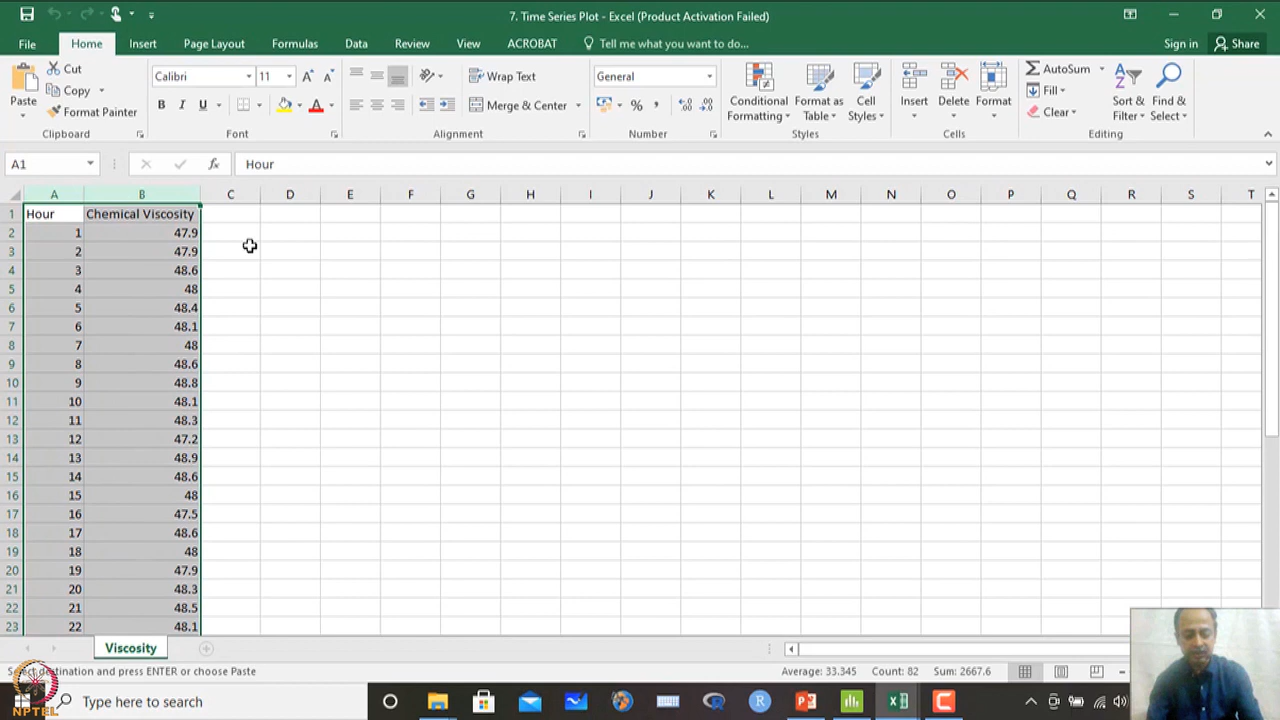 7. Time Series Plot - Excel (Product Activation Failed)
File Home Insert Page Layout Formulas Data Review View ACROBAT Tell me what you want to do... Sign in Share
Cut
Copy
Format Painter
Paste
Clipboard
Calibri 11
B I U A
Font
Wrap Text
Merge & Center
Alignment
General
%
Number
Conditional Formatting
Format as Table
Cell Styles
Styles
Insert Delete Format
Cells
AutoSum
Fill
Clear
Sort & Filter
Find & Select
Editing
A1 fx Hour
A B C D E F G H I J K L M N O P Q R S T
1 Hour Chemical Viscosity
2 1 47.9
3 2 47.9
4 3 48.6
5 4 48
6 5 48.4
7 6 48.1
8 7 48
9 8 48.6
10 9 48.8
11 10 48.1
12 11 48.3
13 12 47.2
14 13 48.9
15 14 48.6
16 15 48
17 16 47.5
18 17 48.6
19 18 48
20 19 47.9
21 20 48.3
22 21 48.5
23 22 48.1
Viscosity
Select destination and press ENTER or choose Paste Average: 33.345 Count: 82 Sum: 2667.6
Type here to search
NPTEL